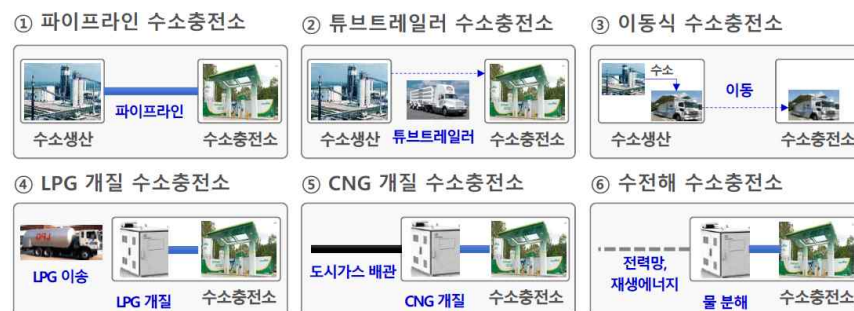 ① 파이프라인 수소충전소
② 튜브트레일러 수소충전소
③ 이동식 수소충전소
파이프라인
수소생산
수소충전소
수소생산
튜브트레일러
수소충전소
수소
이동
수소생산
수소충전소
④ LPG 개질 수소충전소
⑤ CNG 개질 수소충전소
⑥ 수전해 수소충전소
LPG 이송
LPG 개질
수소충전소
도시가스 배관
CNG 개질
수소충전소
전력망,
재생에너지
물 분해
수소충전소